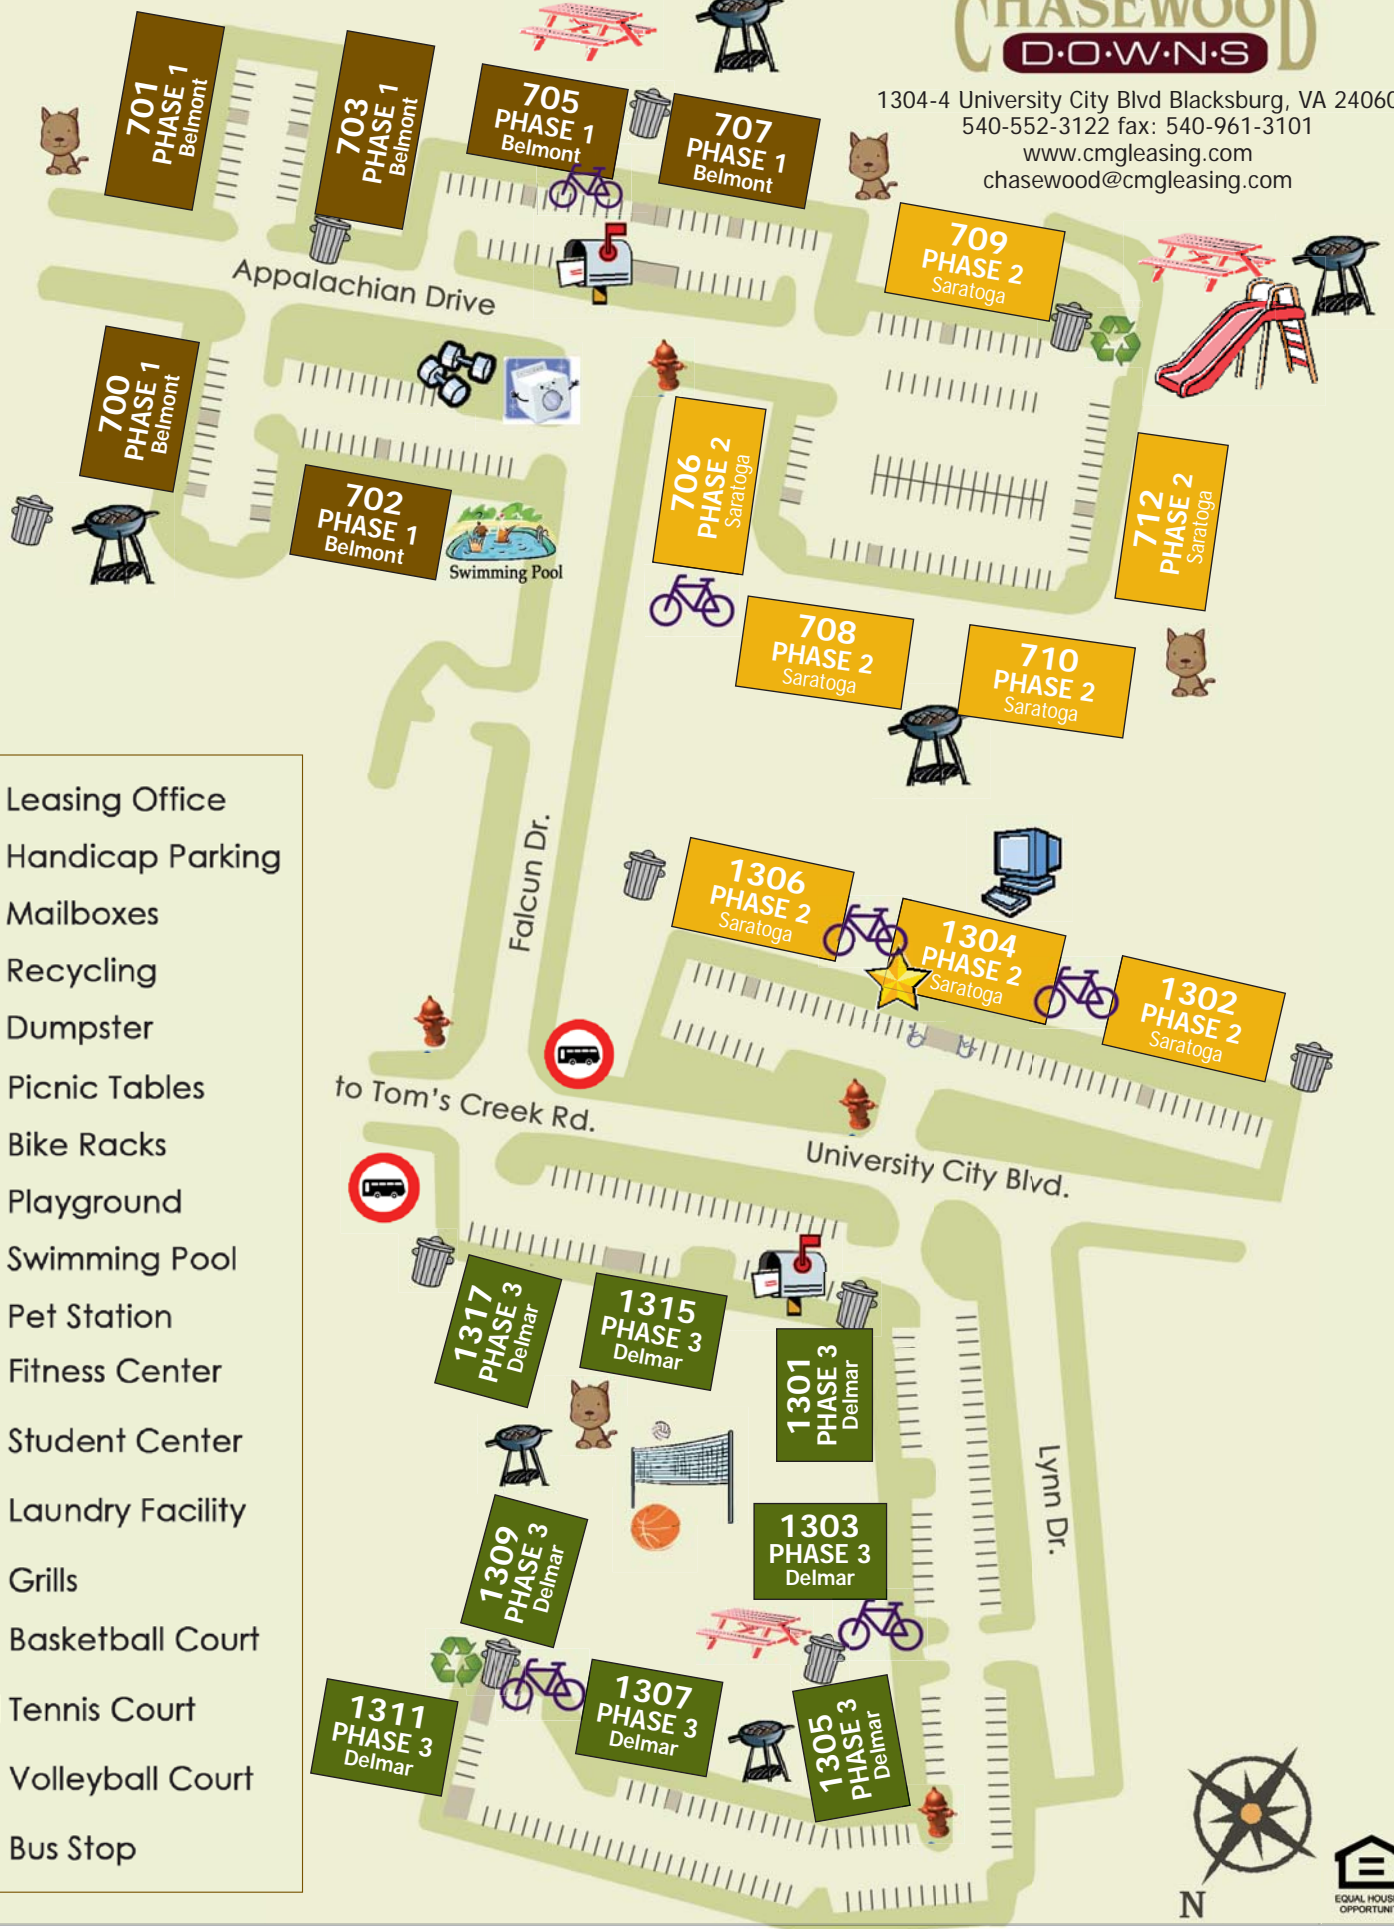 CHASEWOOD
D·O·W·N·S
1304-4 University City Blvd Blacksburg, VA 24060
540-552-3122 fax: 540-961-3101
www.cmgleasing.com
chasewood@cmgleasing.com
701
PHASE 1
Belmont
703
PHASE 1
Belmont
705
PHASE 1
Belmont
707
PHASE 1
Belmont
709
PHASE 2
Saratoga
Appalachian Drive
700
PHASE 1
Belmont
702
PHASE 1
Belmont
Swimming Pool
706
PHASE 2
Saratoga
712
PHASE 2
Saratoga
708
PHASE 2
Saratoga
710
PHASE 2
Saratoga
Leasing Office
Handicap Parking
Mailboxes
Recycling
Dumpster
Picnic Tables
Bike Racks
Playground
Swimming Pool
Pet Station
Fitness Center
Student Center
Laundry Facility
Grills
Basketball Court
Tennis Court
Volleyball Court
Bus Stop
Falcun Dr.
1306
PHASE 2
Saratoga
1304
PHASE 2
Saratoga
1302
PHASE 2
Saratoga
to Tom's Creek Rd.
University City Blvd.
1317
PHASE 3
Delmar
1315
PHASE 3
Delmar
1301
PHASE 3
Delmar
Lynn Dr.
1309
PHASE 3
Delmar
1303
PHASE 3
Delmar
1311
PHASE 3
Delmar
1307
PHASE 3
Delmar
1305
PHASE 3
Delmar
N